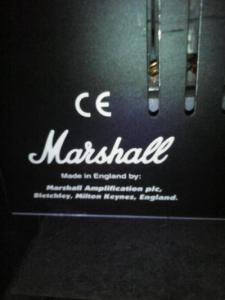 CE
Marshall
Made in England by:
Marshall Amplification plc,
Bletchley, Milton Keynes, England.